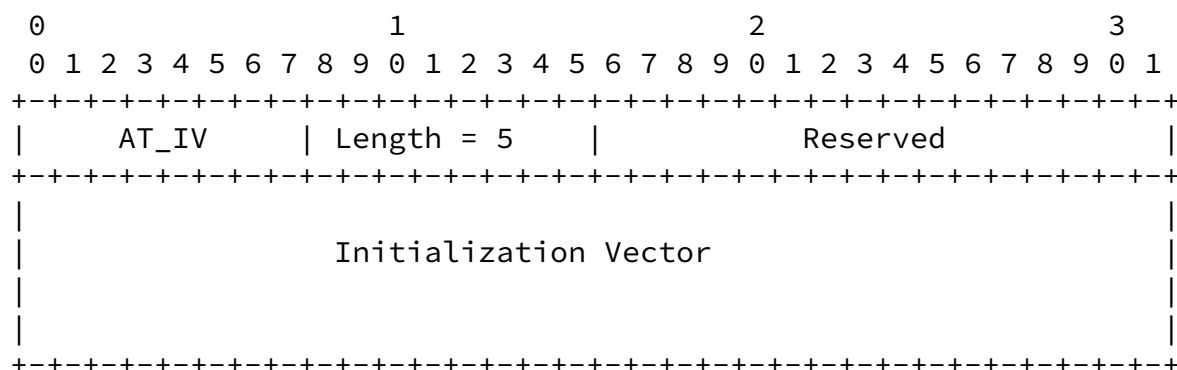 0                   1                   2                   3
 0 1 2 3 4 5 6 7 8 9 0 1 2 3 4 5 6 7 8 9 0 1 2 3 4 5 6 7 8 9 0 1
+-+-+-+-+-+-+-+-+-+-+-+-+-+-+-+-+-+-+-+-+-+-+-+-+-+-+-+-+-+-+-+-+
|     AT_IV     | Length = 5    |           Reserved            |
+-+-+-+-+-+-+-+-+-+-+-+-+-+-+-+-+-+-+-+-+-+-+-+-+-+-+-+-+-+-+-+-+
|                                                               |
|                 Initialization Vector                         |
|                                                               |
|                                                               |
+-+-+-+-+-+-+-+-+-+-+-+-+-+-+-+-+-+-+-+-+-+-+-+-+-+-+-+-+-+-+-+-+